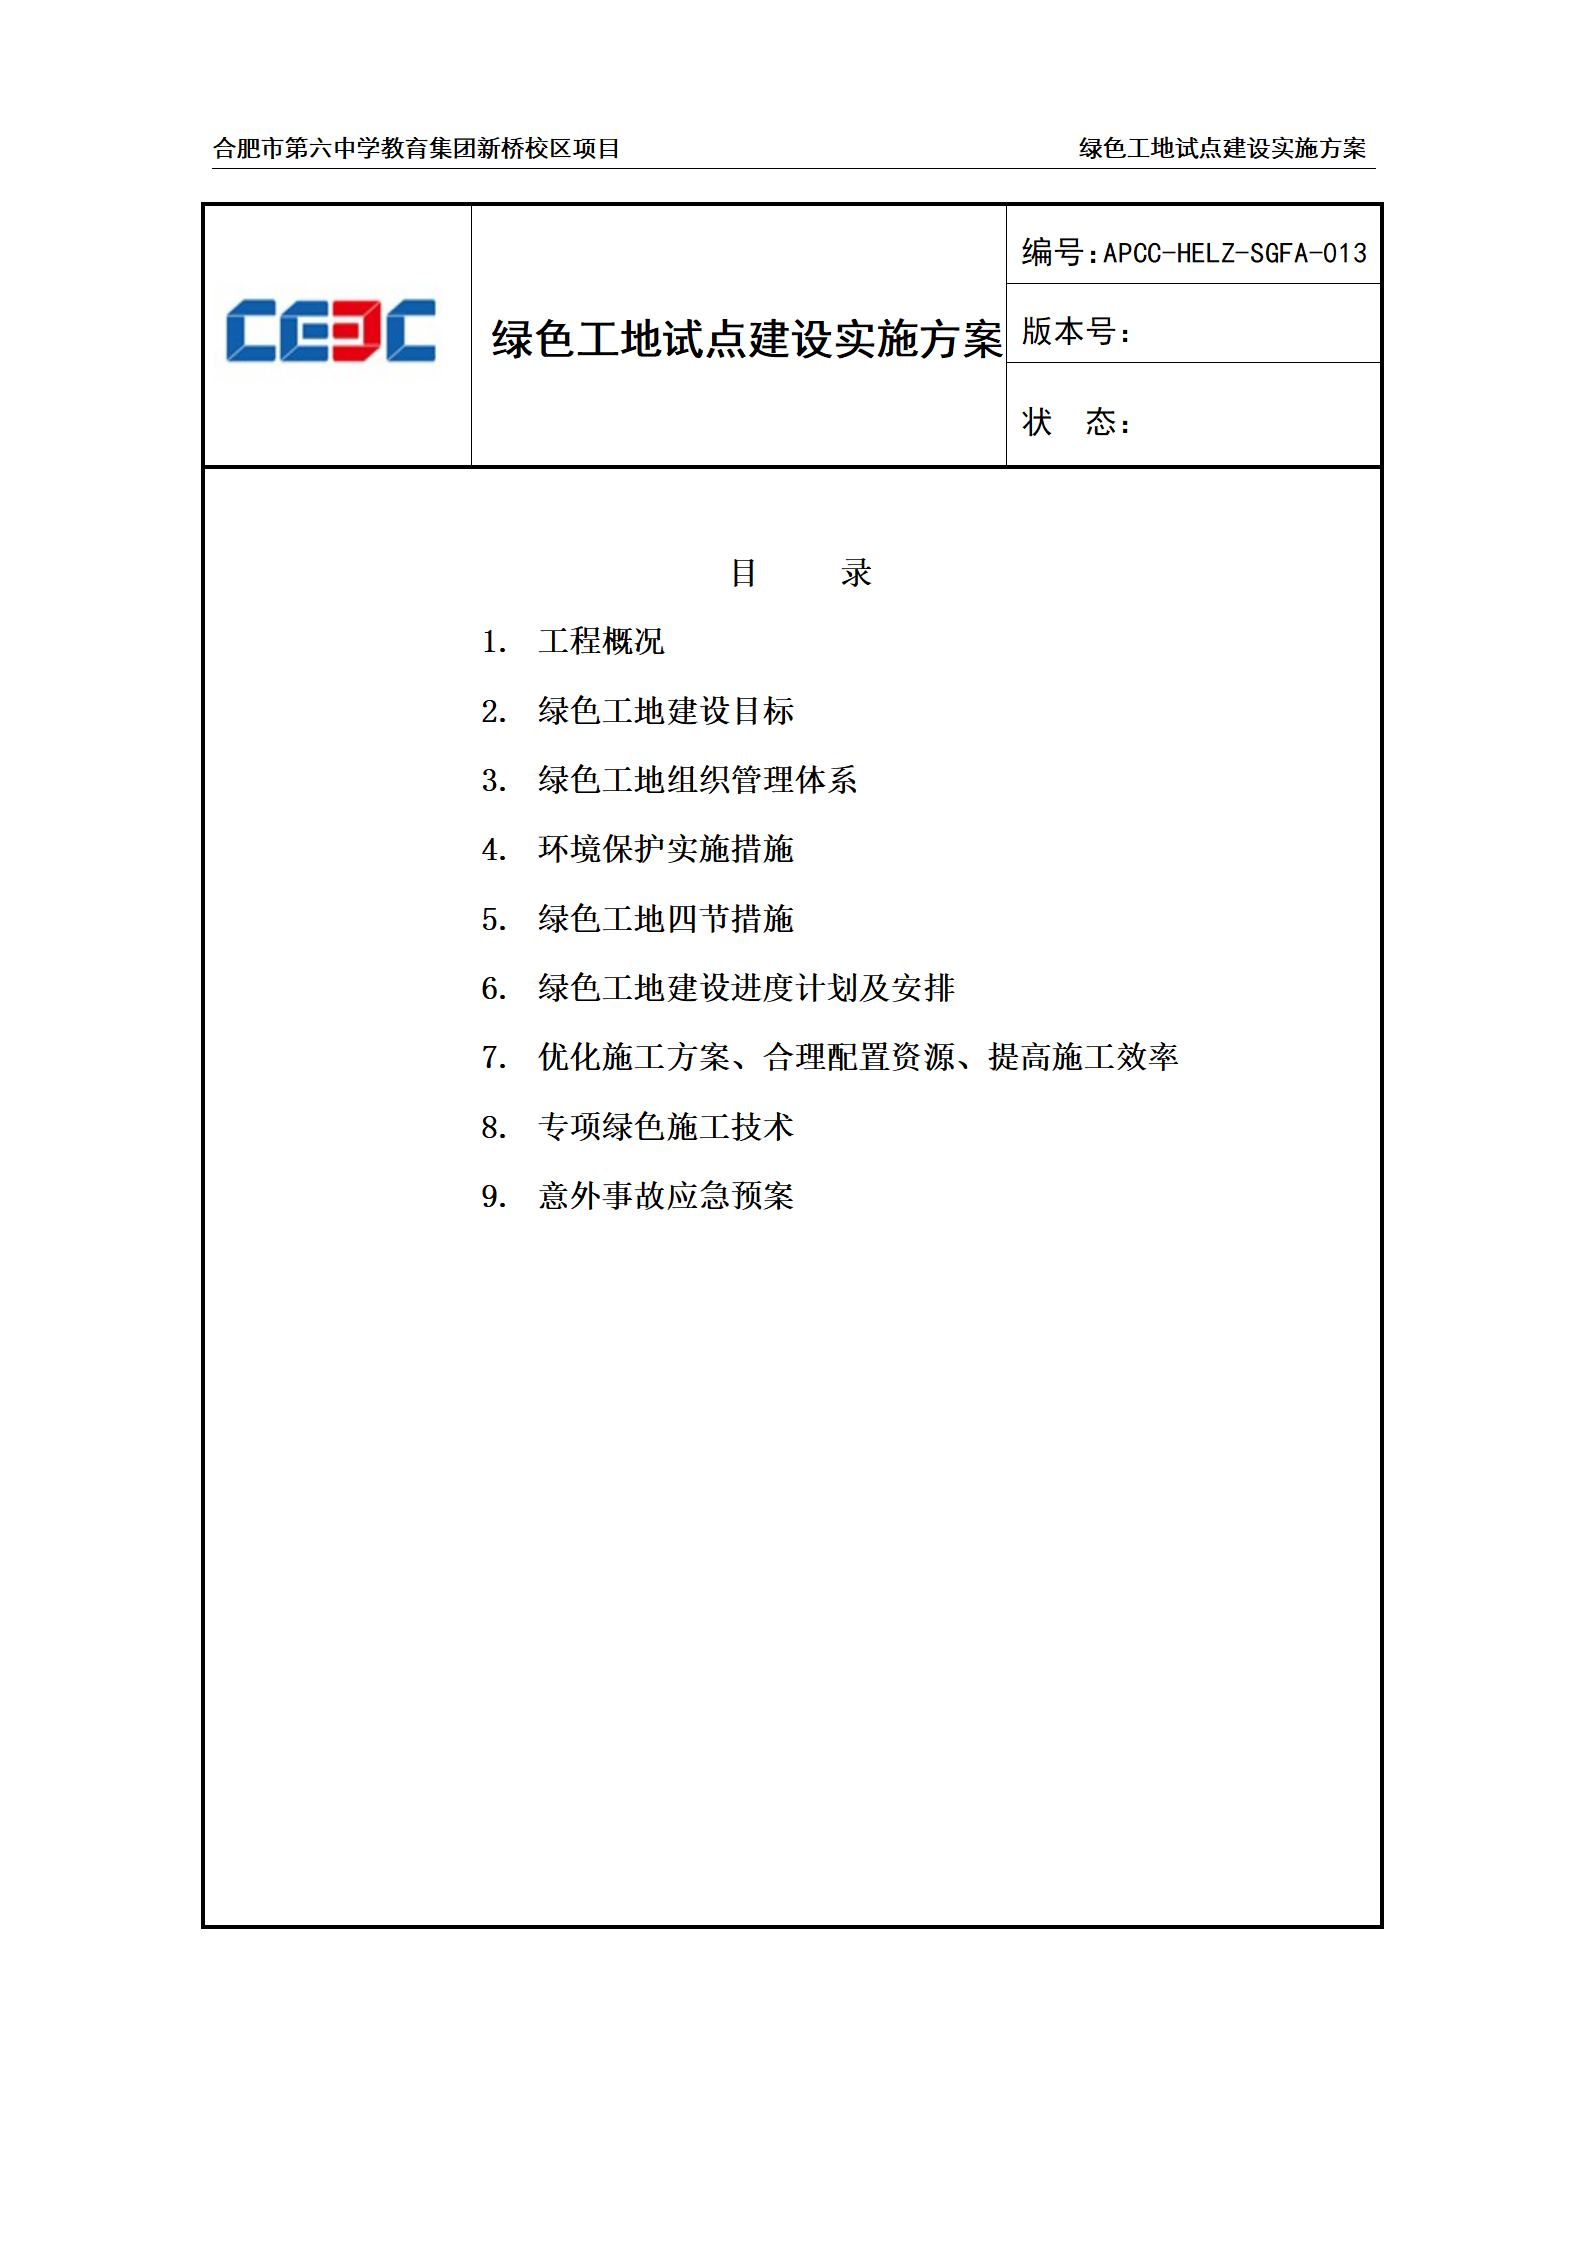 合肥市第六中学教育集团新桥校区项目 绿色工地试点建设实施方案
CEEC
绿色工地试点建设实施方案
编号:APCC-HELZ-SGFA-013
版本号:
状 态:
目 录
1. 工程概况
2. 绿色工地建设目标
3. 绿色工地组织管理体系
4. 环境保护实施措施
5. 绿色工地四节措施
6. 绿色工地建设进度计划及安排
7. 优化施工方案、合理配置资源、提高施工效率
8. 专项绿色施工技术
9. 意外事故应急预案